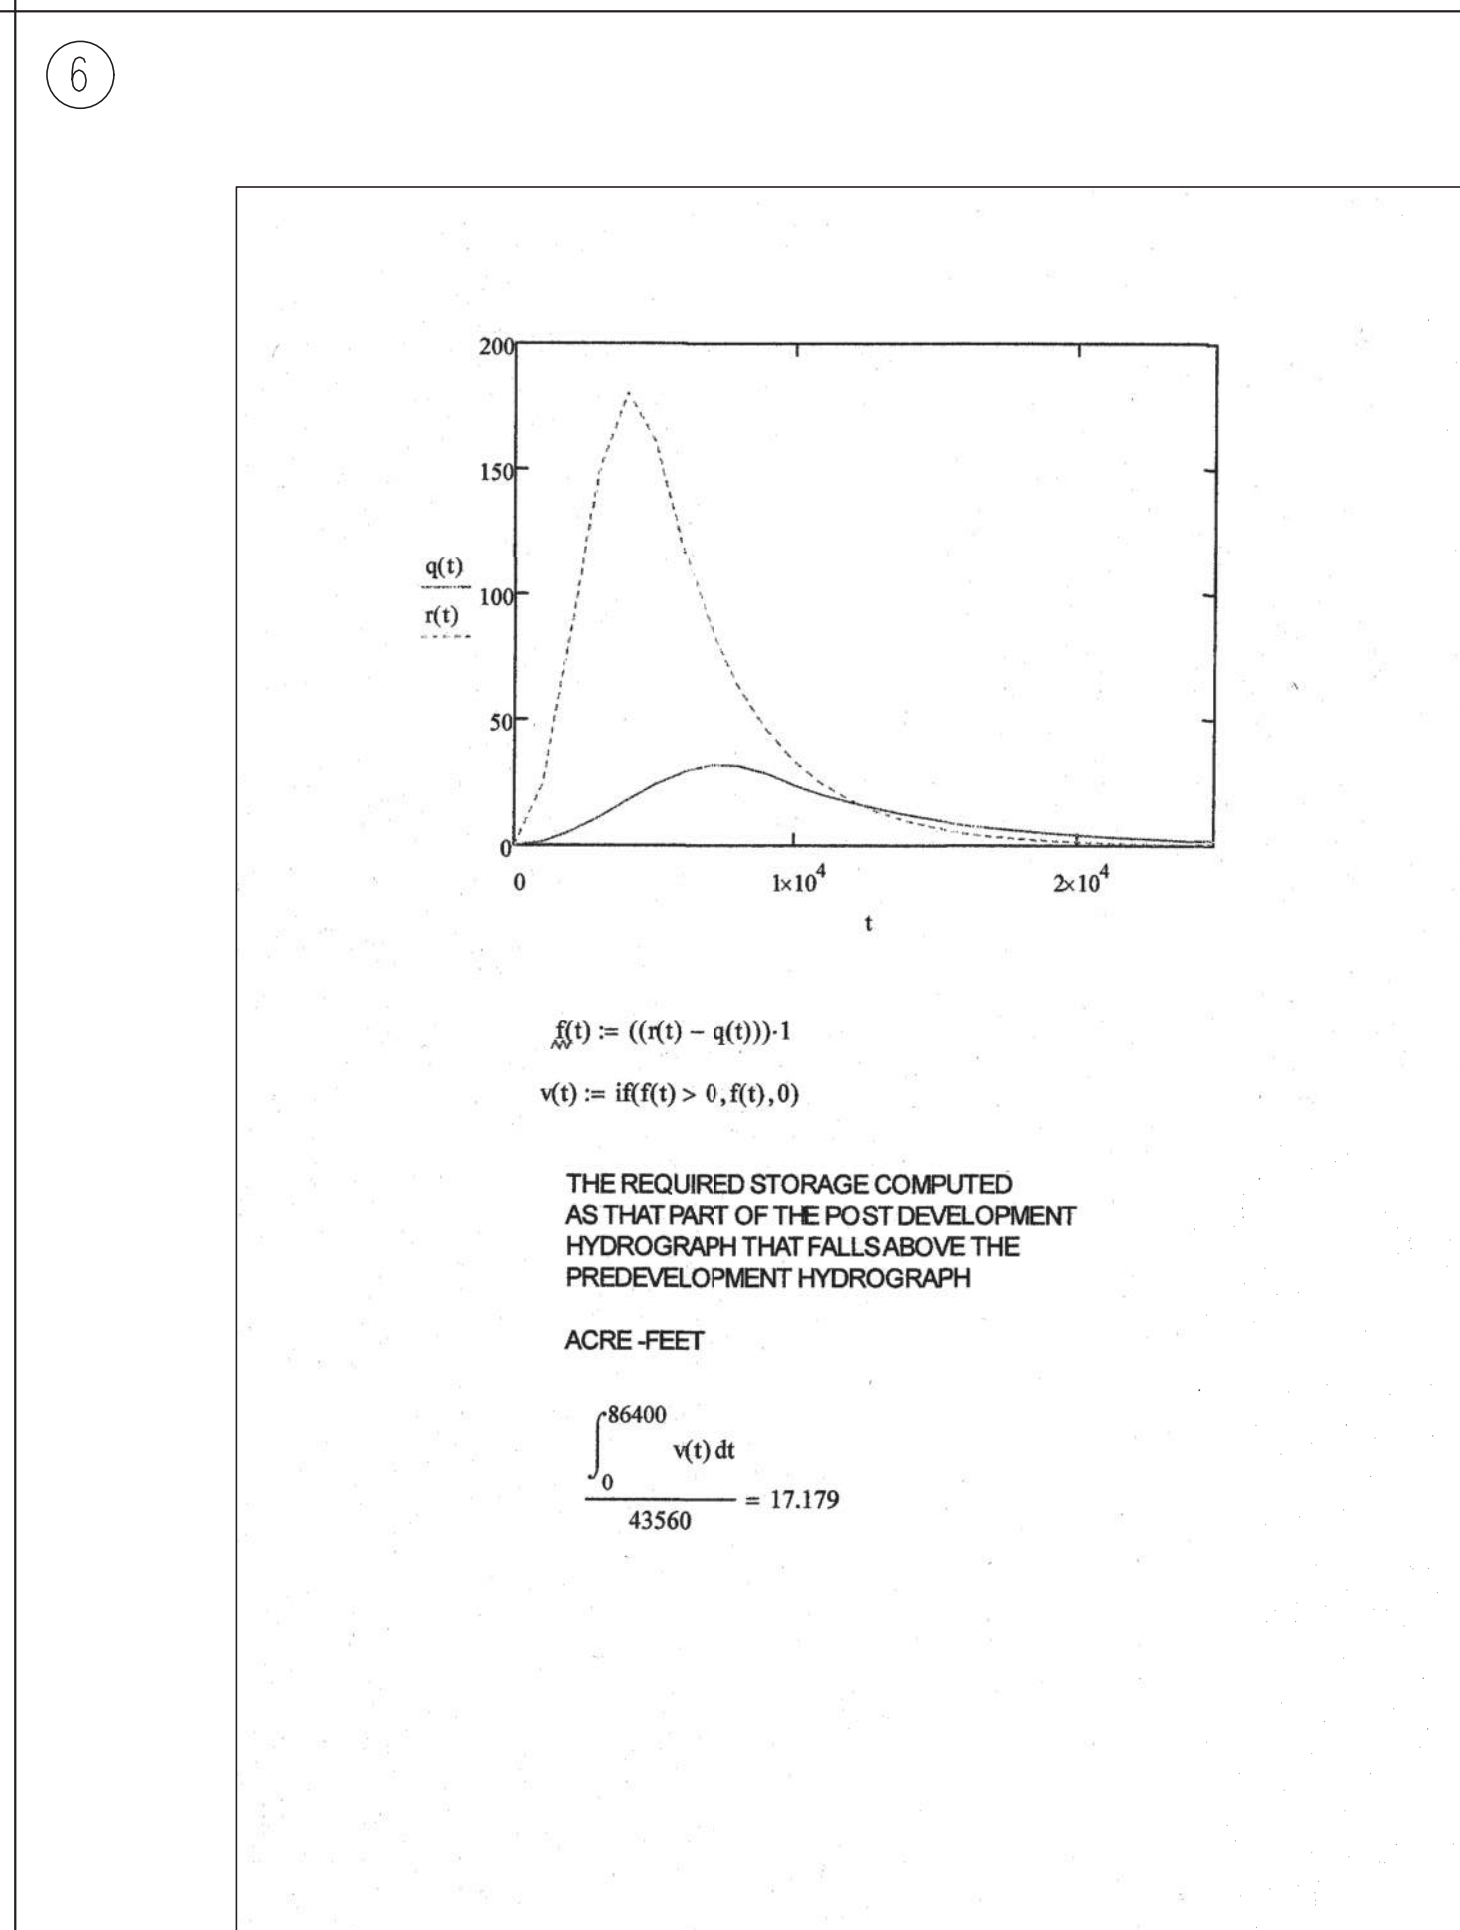 6
200
150
q(t)
100
r(t)
50
0
0 1×10^4 2×10^4
t
f(t) := ((r(t) − q(t)))·1
v(t) := if(f(t) > 0, f(t), 0)
THE REQUIRED STORAGE COMPUTED
AS THAT PART OF THE POST DEVELOPMENT
HYDROGRAPH THAT FALLS ABOVE THE
PREDEVELOPMENT HYDROGRAPH
ACRE -FEET
∫ 86400
v(t) dt
0
= 17.179
43560